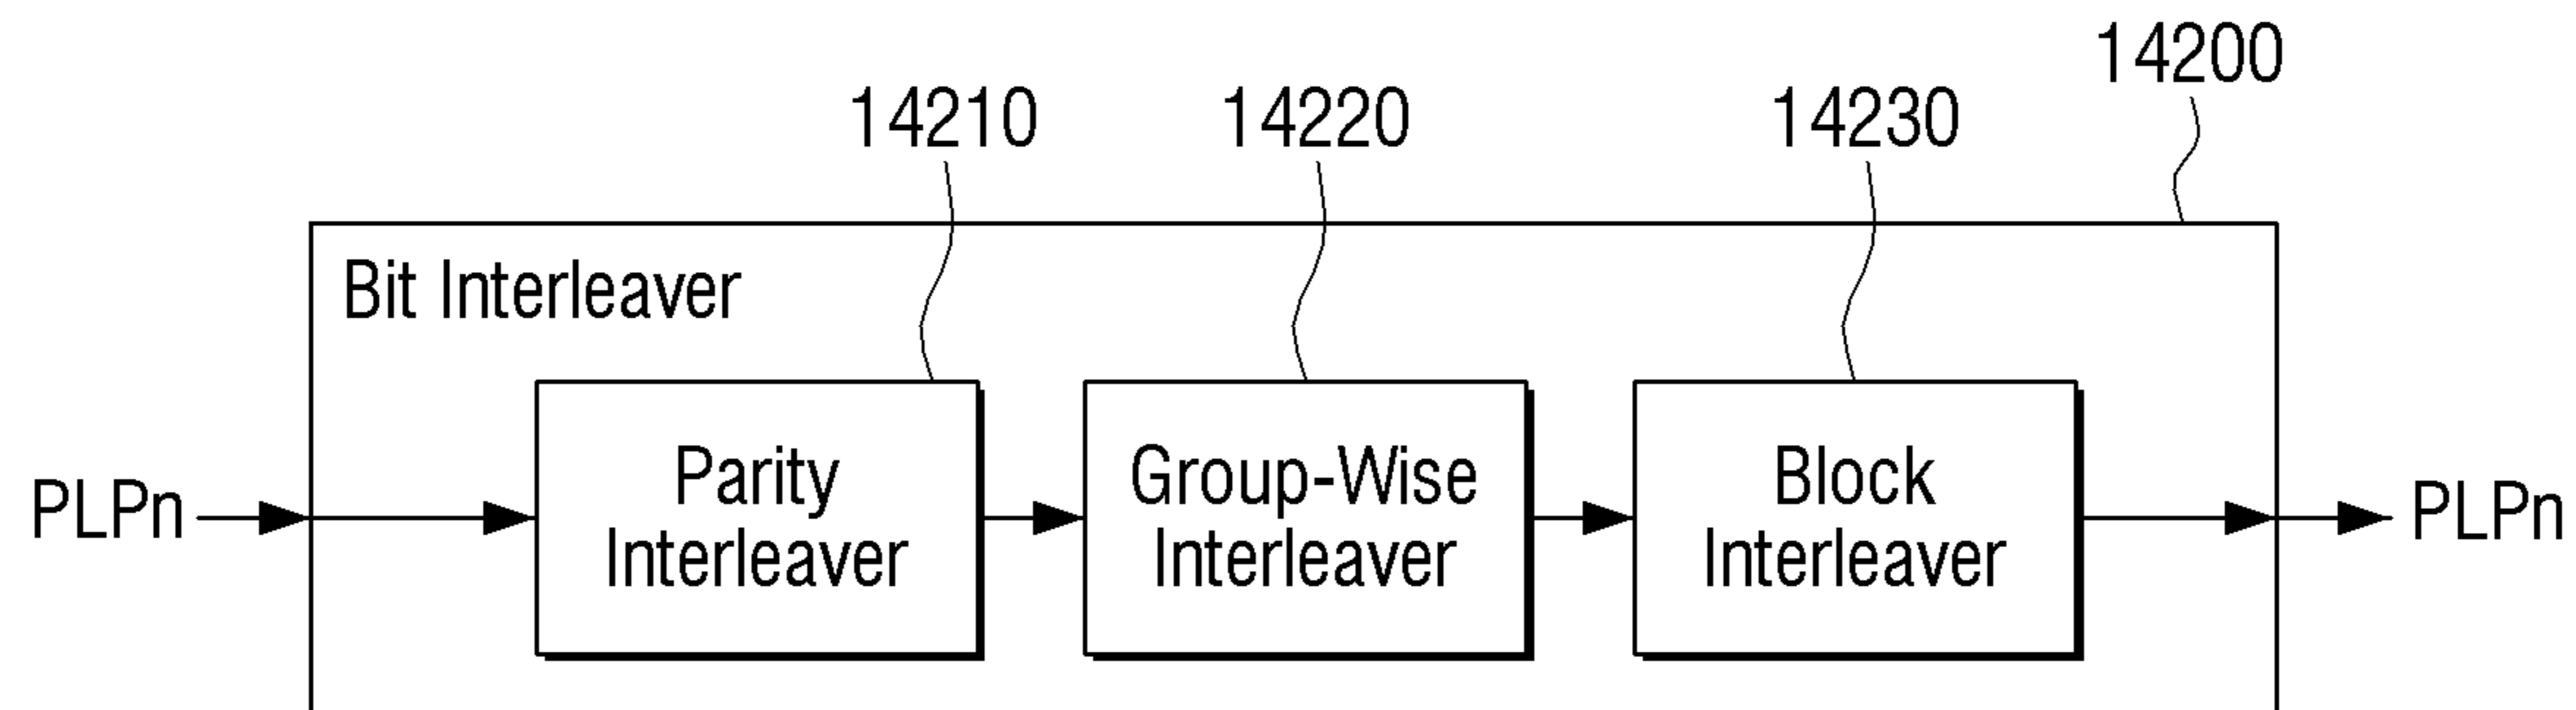 14200
14210 14220 14230
Bit Interleaver
PLPn
Parity
Interleaver
Group-Wise
Interleaver
Block
Interleaver
PLPn